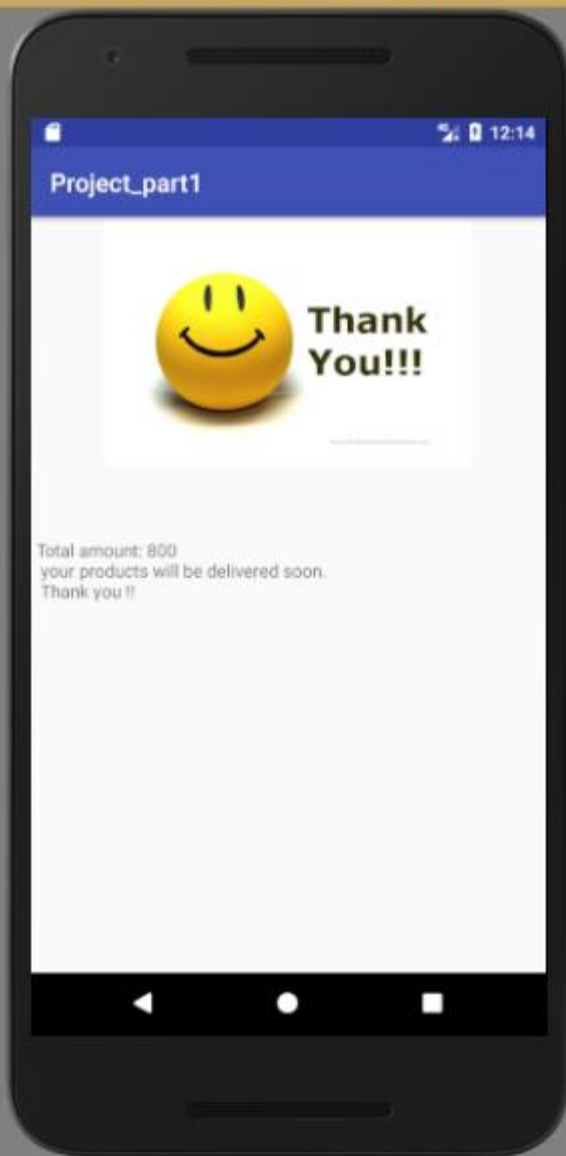 12:14
Project_part1
Thank
You!!!
Total amount: 800
your products will be delivered soon.
Thank you !!